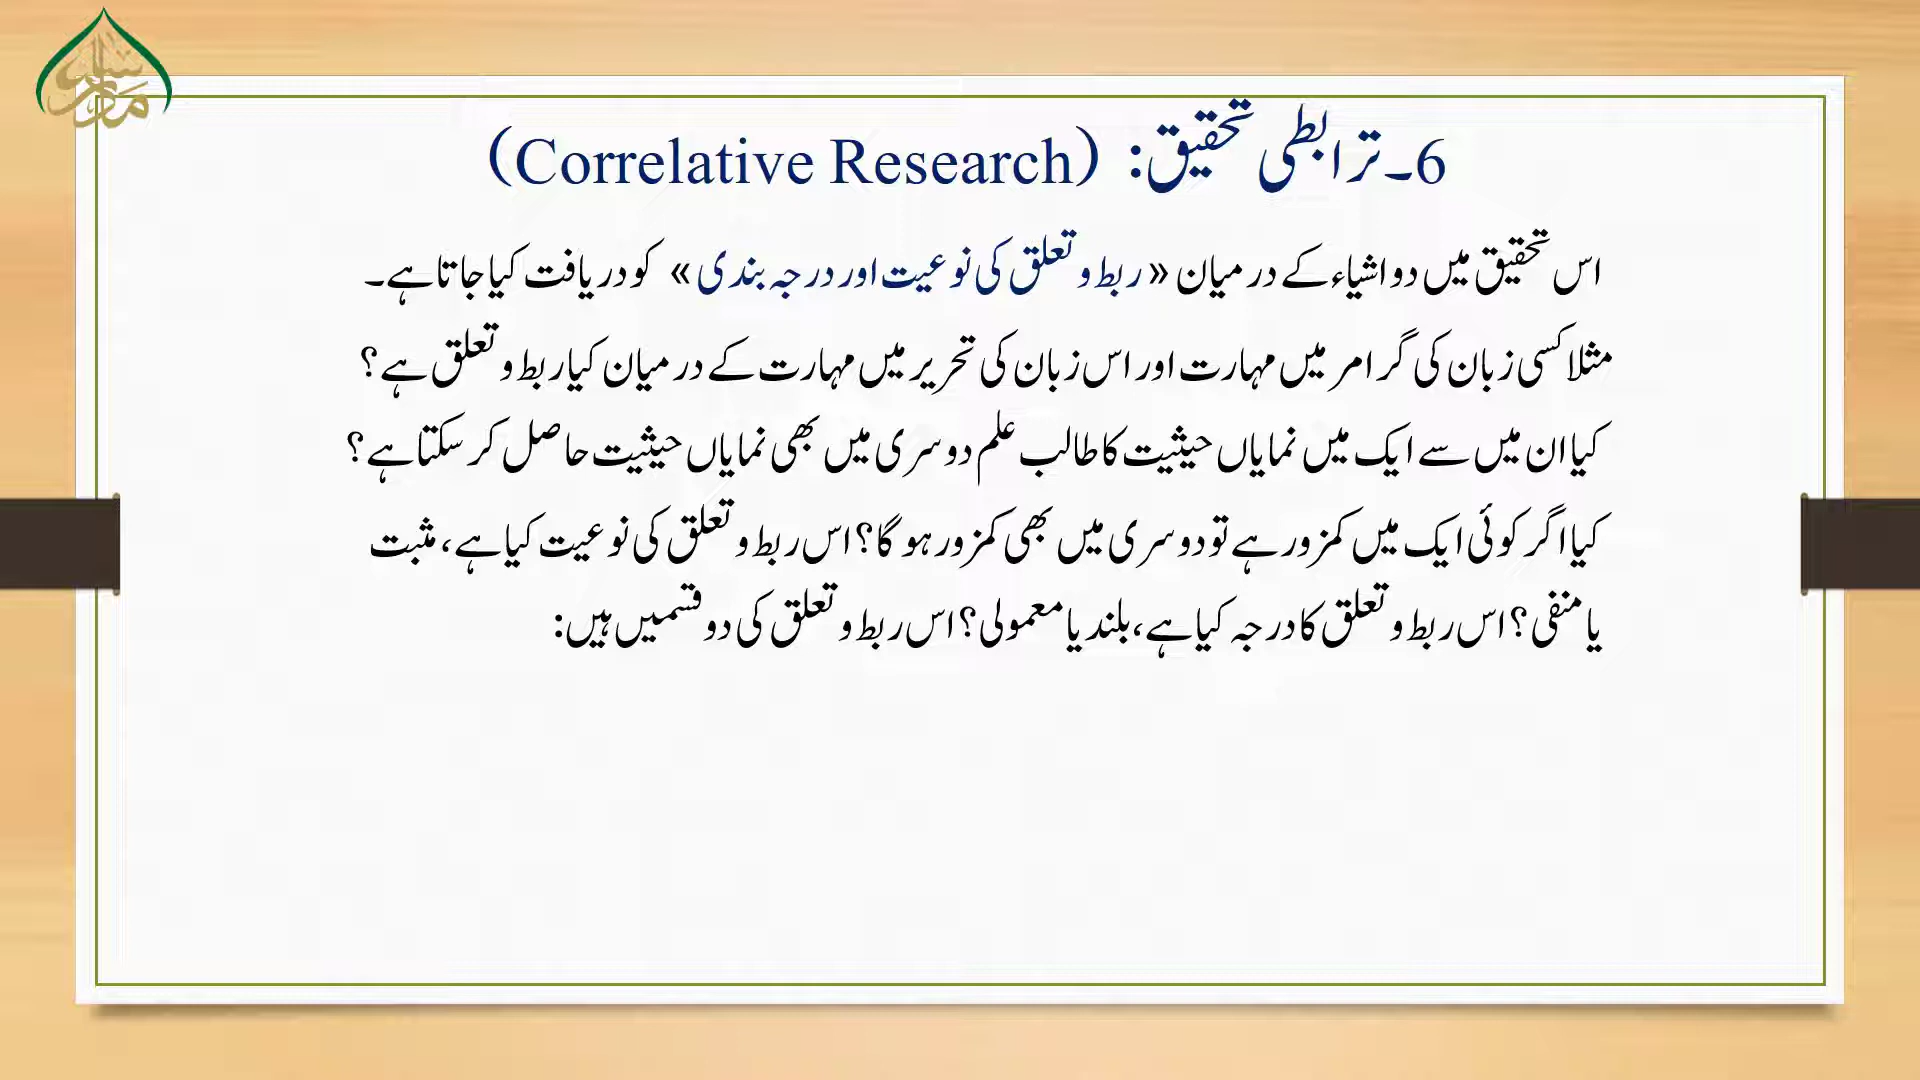 6۔ترابطی تحقیق: (Correlative Research)
اس تحقیق میں دو اشیاء کے درمیان «ربط و تعلق کی نوعیت اور درجہ بندی» کو دریافت کیا جاتا ہے۔
مثلا کسی زبان کی گرامر میں مہارت اور اس زبان کی تحریر میں مہارت کے درمیان کیا ربط و تعلق ہے؟
کیا ان میں سے ایک میں نمایاں حیثیت کا طالب علم دوسری میں بھی نمایاں حیثیت حاصل کر سکتا ہے؟
کیا اگر کوئی ایک میں کمزور ہے تو دوسری میں بھی کمزور ہو گا؟ اس ربط و تعلق کی نوعیت کیا ہے، مثبت
یا منفی؟ اس ربط و تعلق کا درجہ کیا ہے، بلند یا معمولی؟ اس ربط و تعلق کی دو قسمیں ہیں: